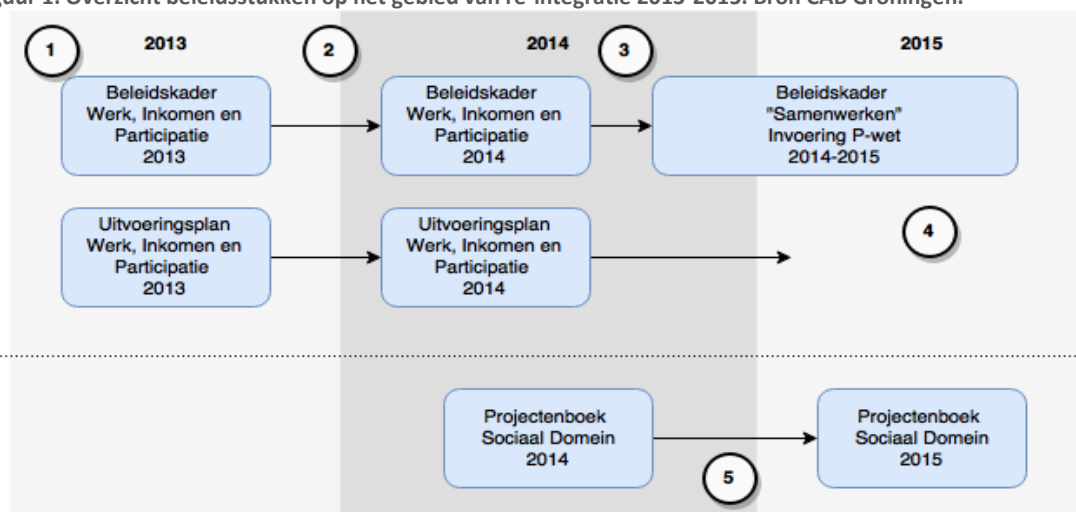 guur 1. Overzicht beleidsstukken op het gebied van re-integratie 2013-2015. Bron CAB Groningen.
1
2013
2
2014
3
2015
Beleidskader
Werk, Inkomen en
Participatie
2013
Beleidskader
Werk, Inkomen en
Participatie
2014
Beleidskader
"Samenwerken"
Invoering P-wet
2014-2015
Uitvoeringsplan
Werk, Inkomen en
Participatie
2013
Uitvoeringsplan
Werk, Inkomen en
Participatie
2014
4
Projectenboek
Sociaal Domein
2014
5
Projectenboek
Sociaal Domein
2015